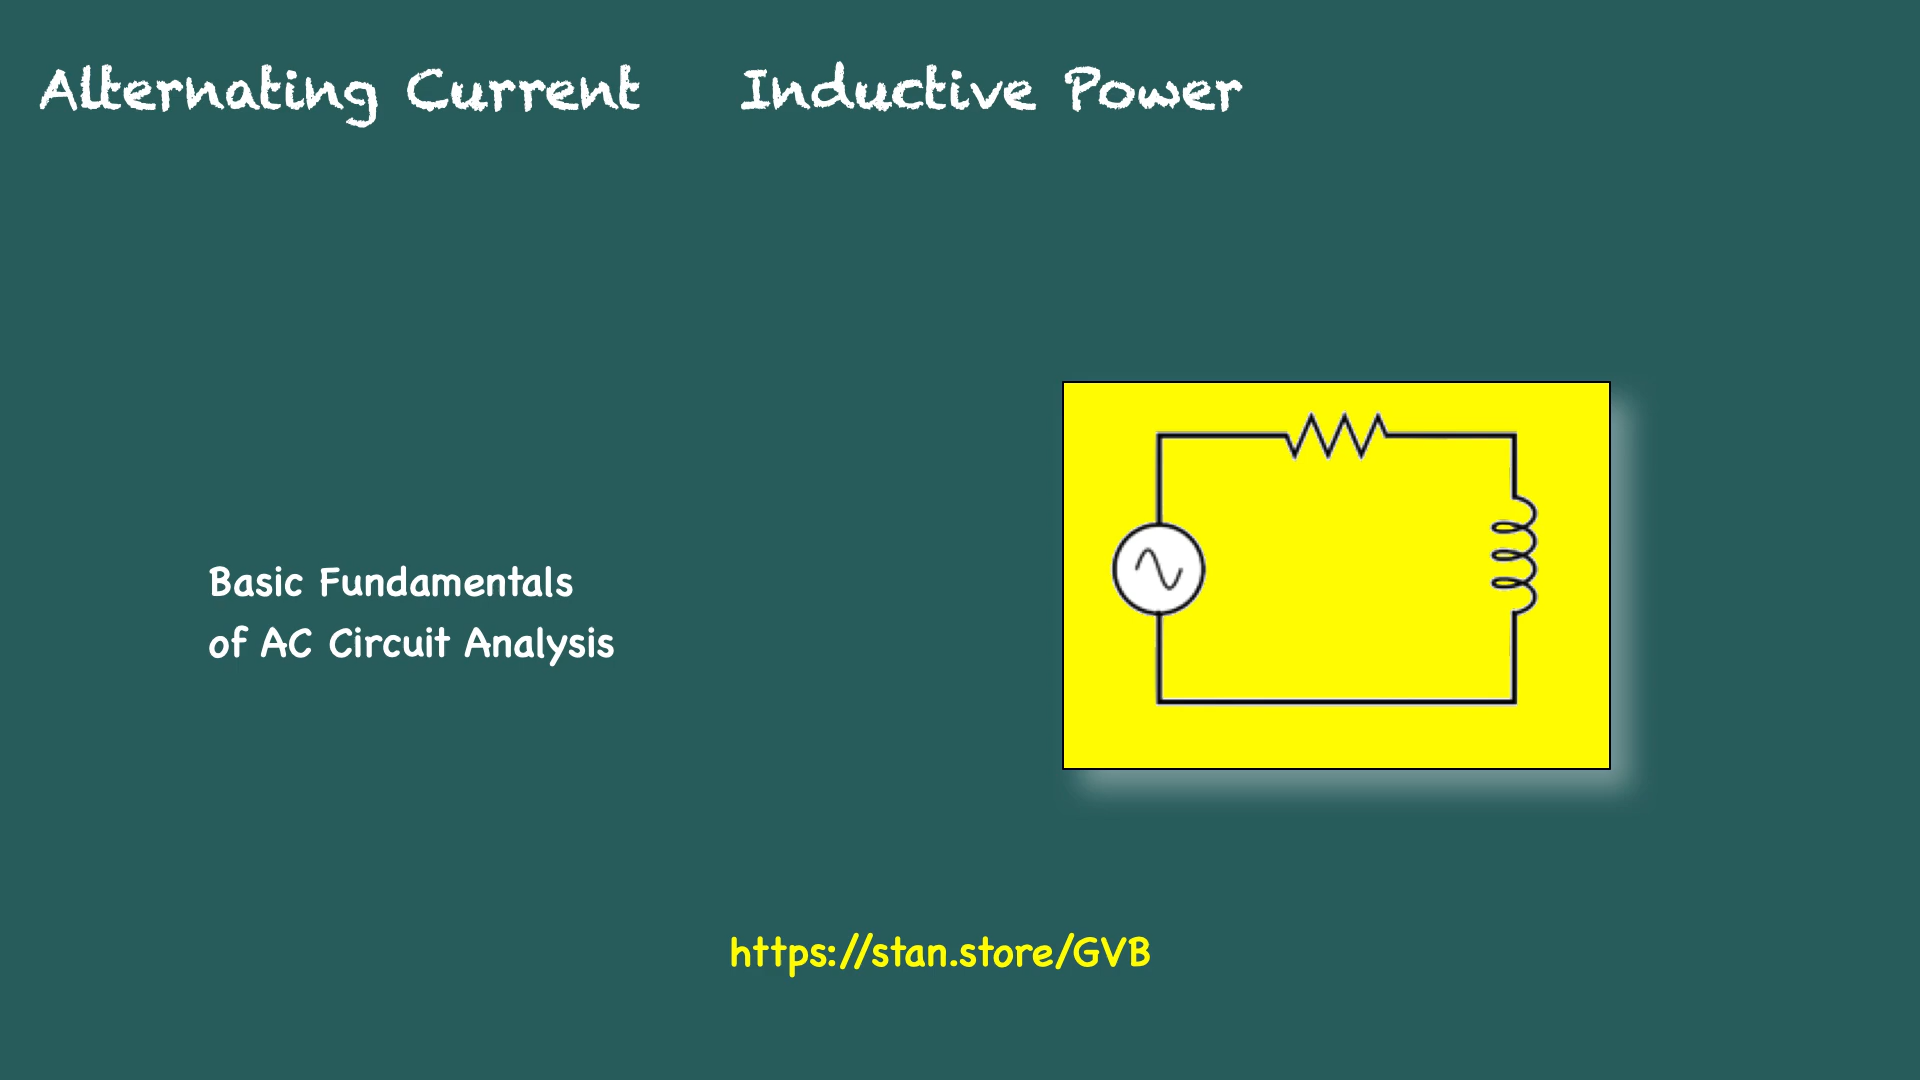 Alternating Current Inductive Power
Basic Fundamentals
of AC Circuit Analysis
https://stan.store/GVB